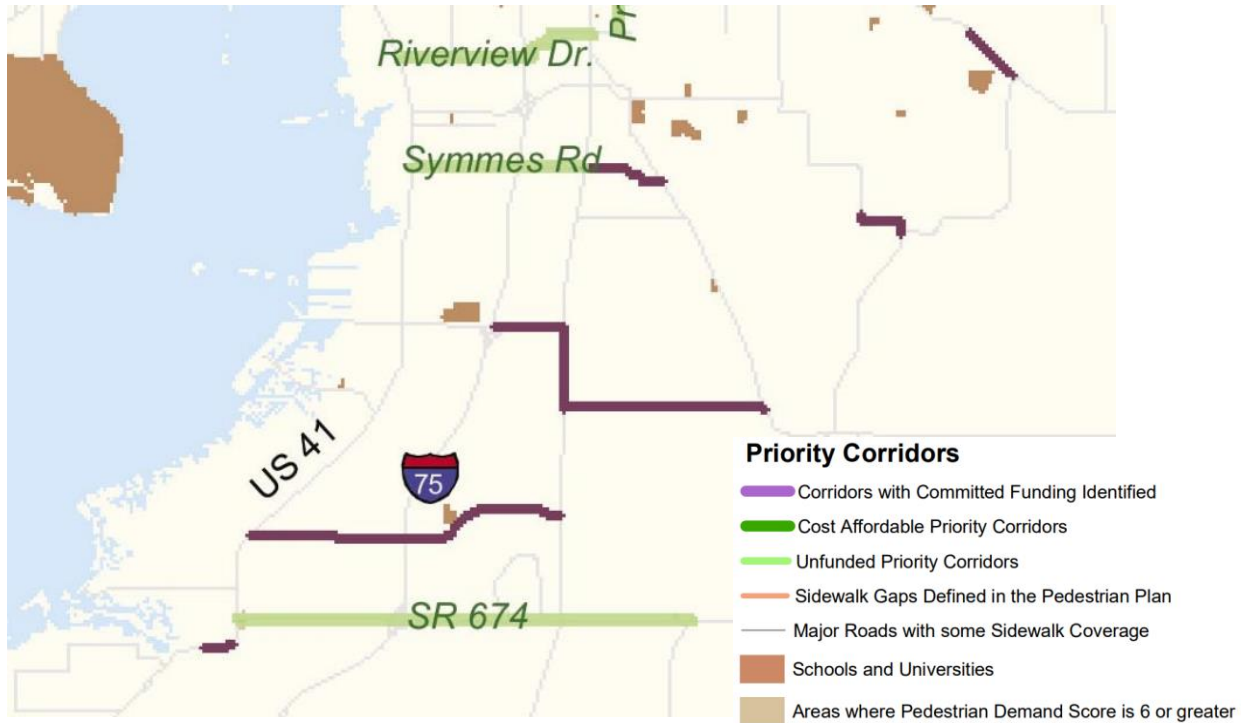 Pr
Riverview Dr.
Symmes Rd
US 41
75
SR 674
Priority Corridors
Corridors with Committed Funding Identified
Cost Affordable Priority Corridors
Unfunded Priority Corridors
Sidewalk Gaps Defined in the Pedestrian Plan
Major Roads with some Sidewalk Coverage
Schools and Universities
Areas where Pedestrian Demand Score is 6 or greater